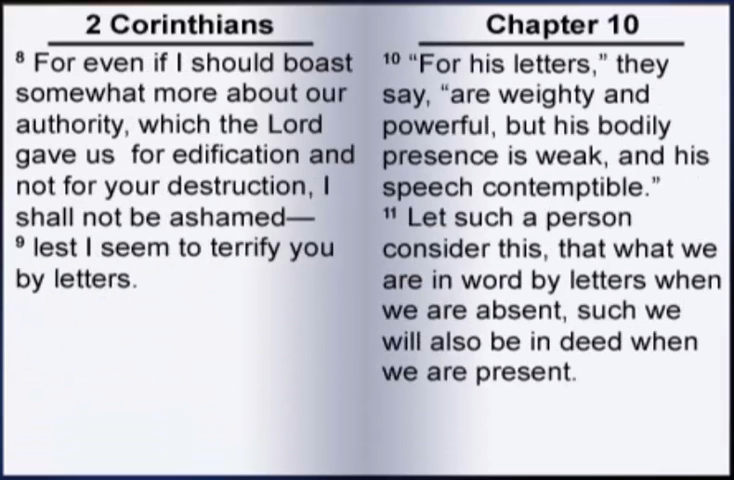 2 Corinthians
⁸ For even if I should boast
somewhat more about our
authority, which the Lord
gave us for edification and
not for your destruction, I
shall not be ashamed—
⁹ lest I seem to terrify you
by letters.
Chapter 10
¹⁰ “For his letters,” they
say, “are weighty and
powerful, but his bodily
presence is weak, and his
speech contemptible.”
¹¹ Let such a person
consider this, that what we
are in word by letters when
we are absent, such we
will also be in deed when
we are present.